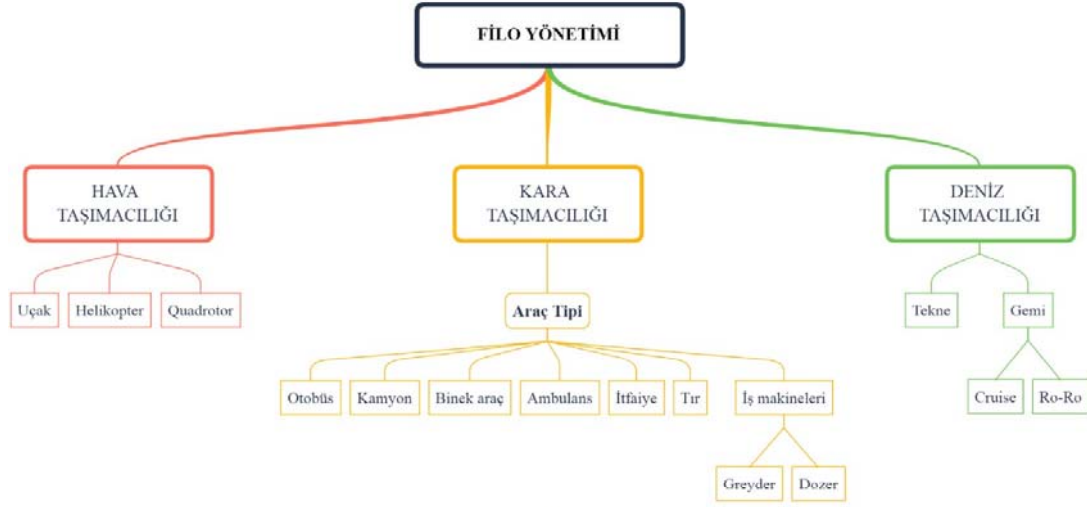 FİLO YÖNETİMİ
HAVA
TAŞIMACILIĞI
KARA
TAŞIMACILIĞI
DENİZ
TAŞIMACILIĞI
Uçak
Helikopter
Quadrotor
Araç Tipi
Tekne
Gemi
Otobüs
Kamyon
Binek araç
Ambulans
İtfaiye
Tır
İş makineleri
Cruise
Ro-Ro
Greyder
Dozer